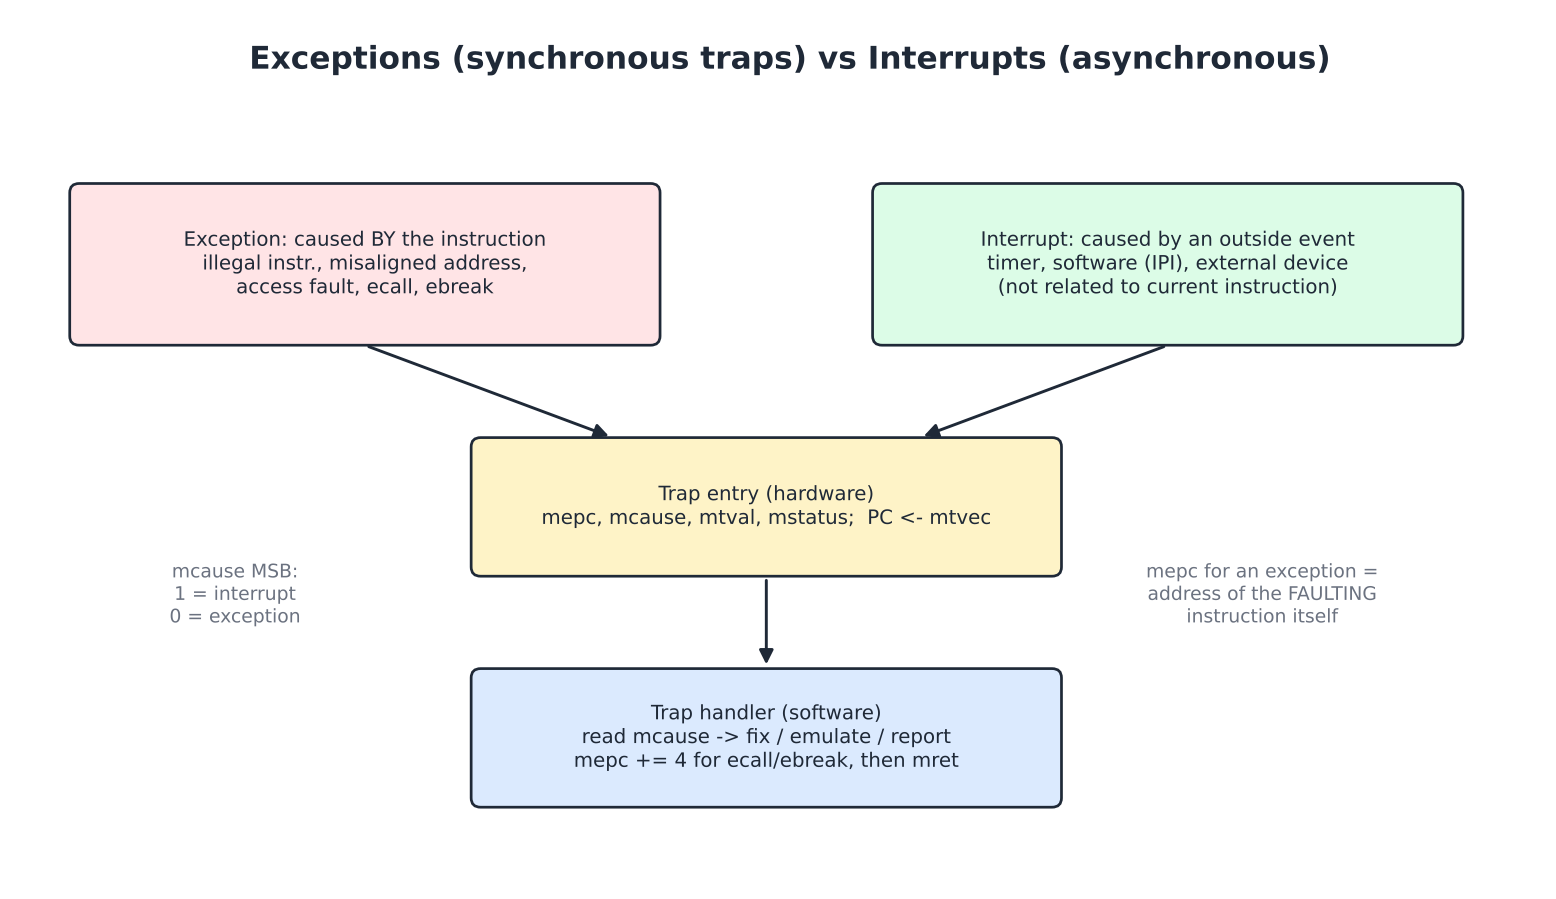 Exceptions (synchronous traps) vs Interrupts (asynchronous)
Exception: caused BY the instruction
illegal instr., misaligned address,
access fault, ecall, ebreak
Interrupt: caused by an outside event
timer, software (IPI), external device
(not related to current instruction)
Trap entry (hardware)
mepc, mcause, mtval, mstatus;  PC <- mtvec
mcause MSB:
1 = interrupt
0 = exception
mepc for an exception =
address of the FAULTING
instruction itself
Trap handler (software)
read mcause -> fix / emulate / report
mepc += 4 for ecall/ebreak, then mret